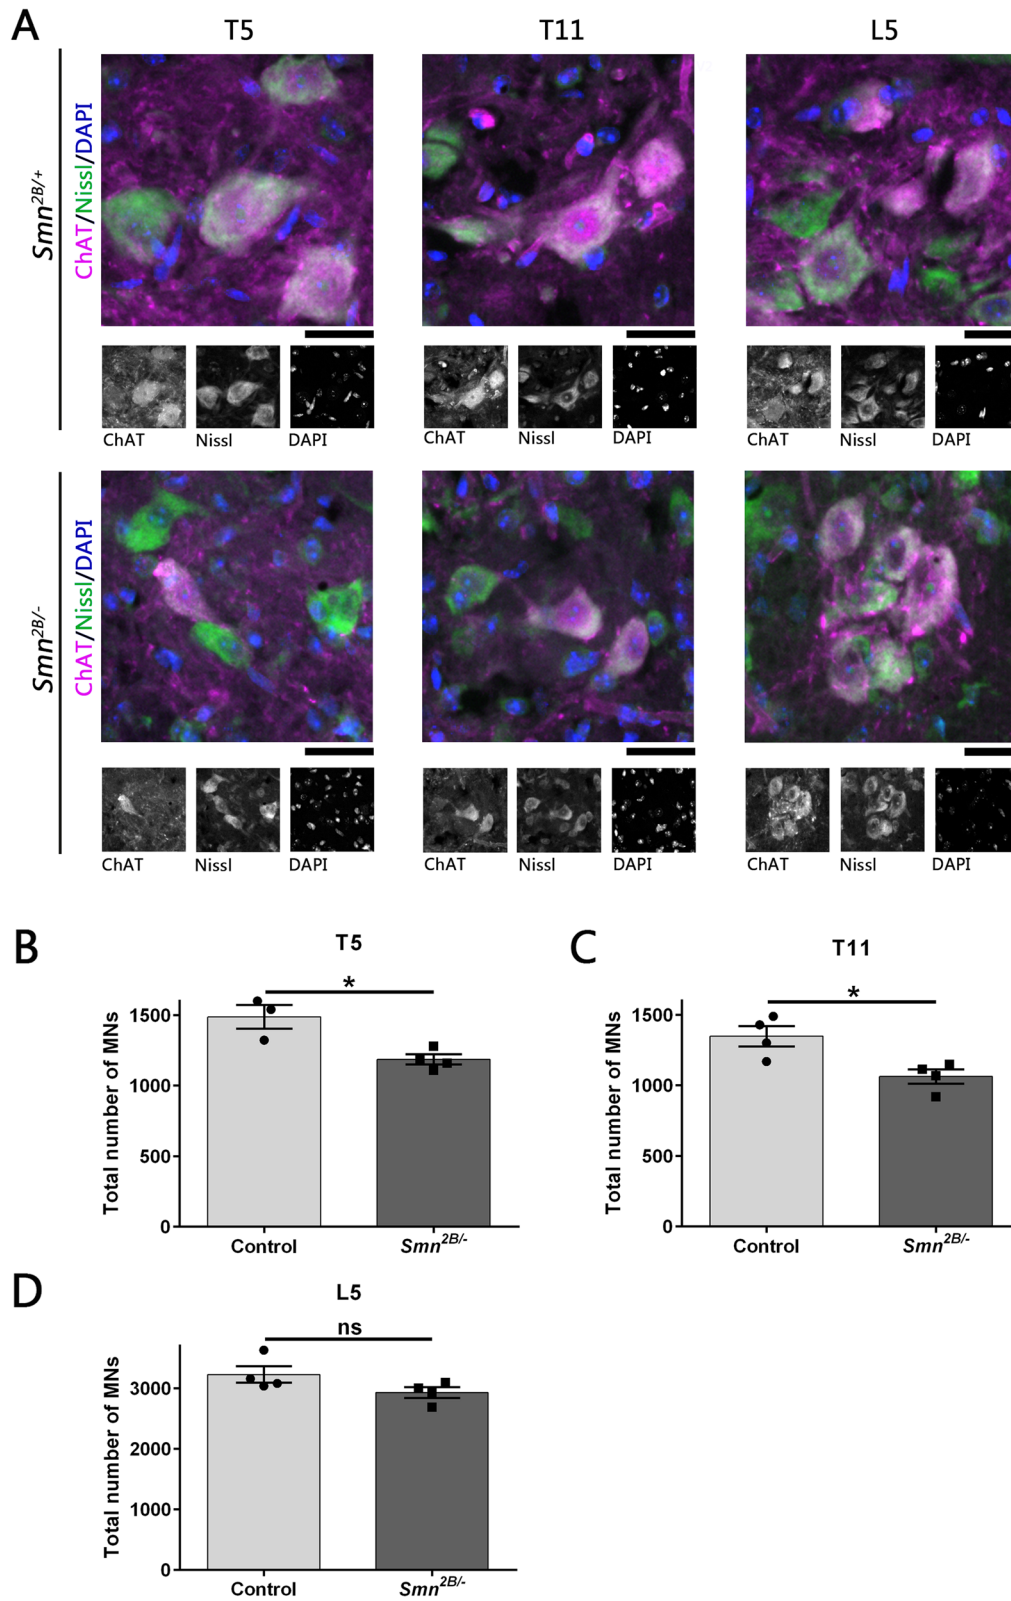 A
T5 T11 L5
Smn2B/+
ChAT/Nissl/DAPI
ChAT Nissl DAPI ChAT Nissl DAPI ChAT Nissl DAPI
Smn2B/-
ChAT/Nissl/DAPI
ChAT Nissl DAPI ChAT Nissl DAPI ChAT Nissl DAPI
B
T5
*
Total number of MNs
1500
1000
500
0
Control Smn2B/-
C
T11
*
Total number of MNs
1500
1000
500
0
Control Smn2B/-
D
L5
ns
Total number of MNs
3000
2000
1000
0
Control Smn2B/-